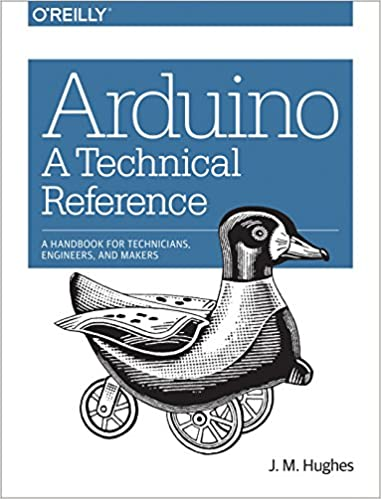 O'REILLY®
Arduino
A Technical
Reference
A HANDBOOK FOR TECHNICIANS,
ENGINEERS, AND MAKERS
J. M. Hughes